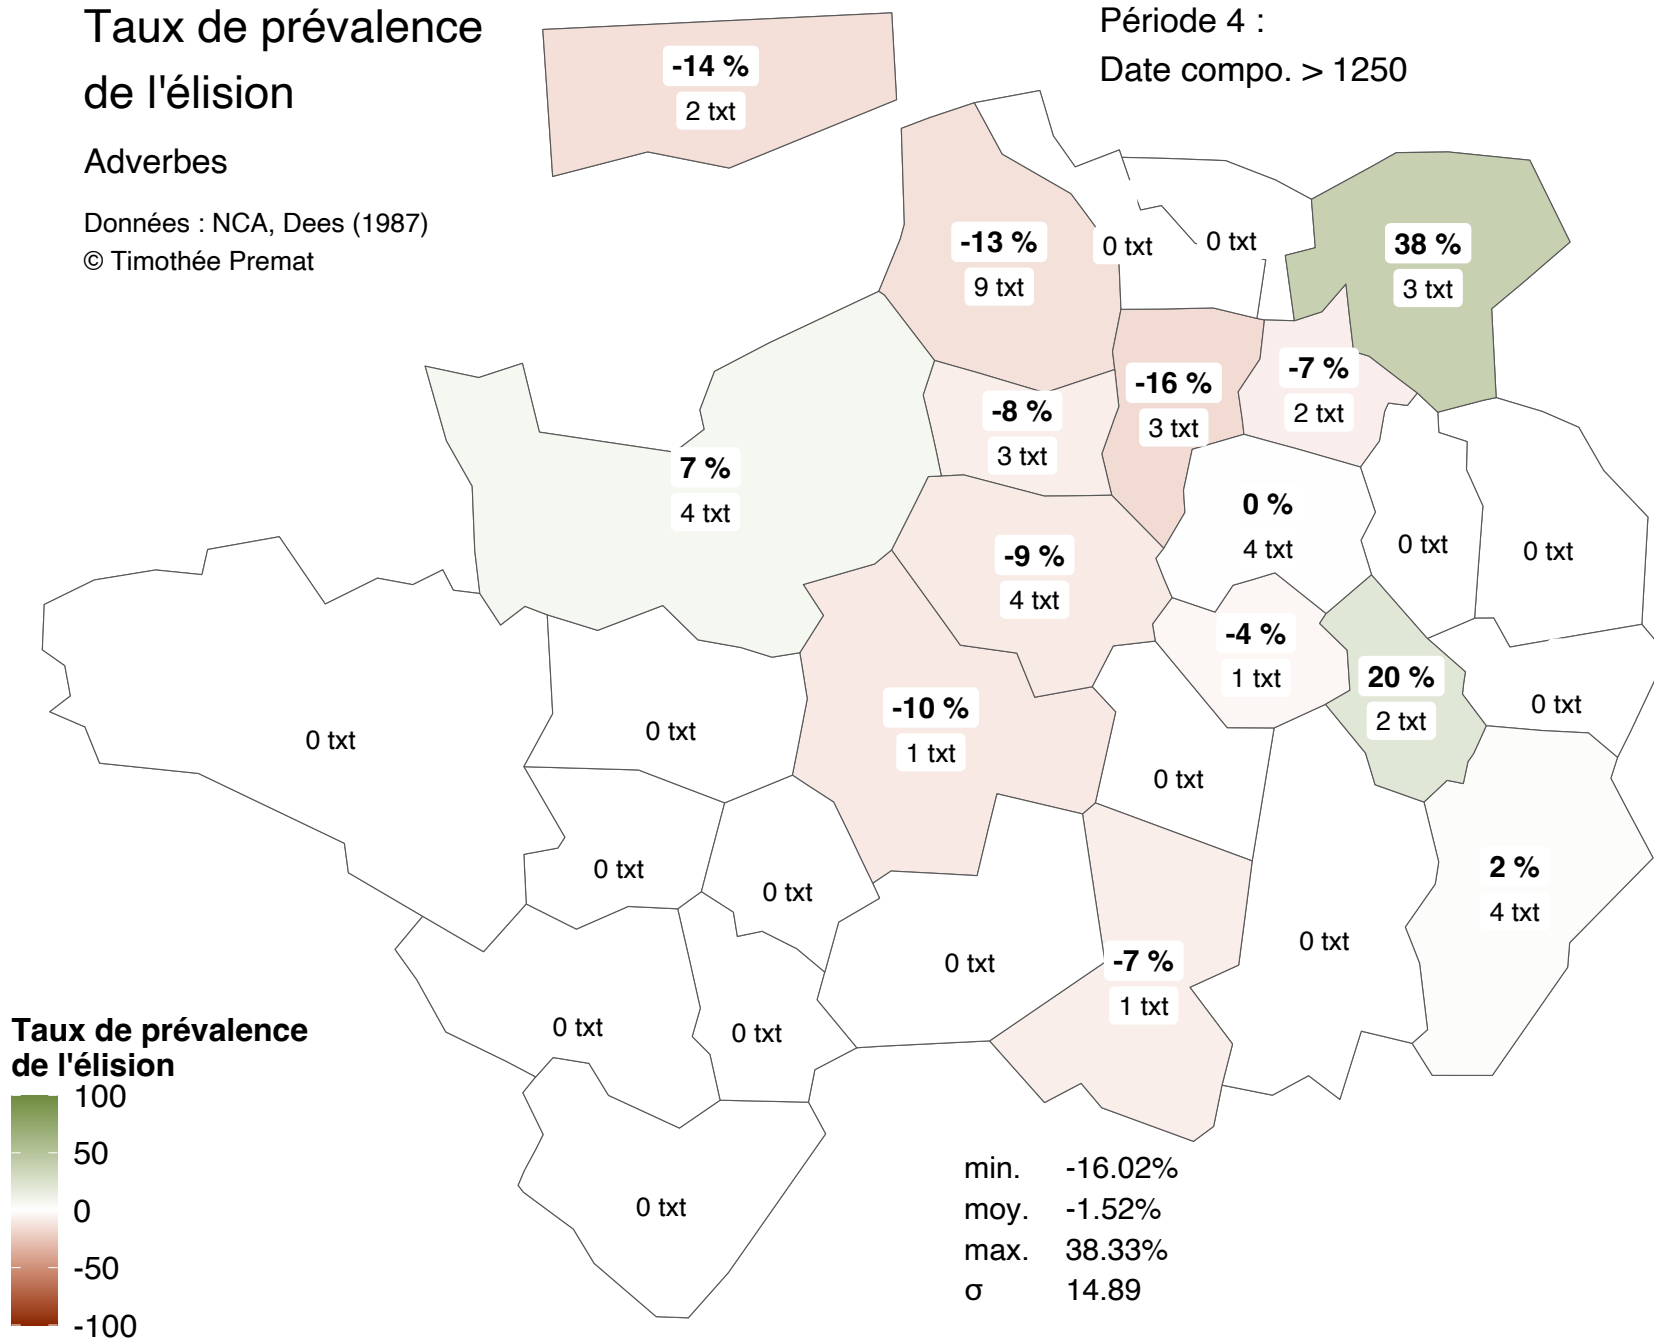 Taux de prévalence
de l'élision
Adverbes
Données : NCA, Dees (1987)
© Timothée Premat
Période 4 :
Date compo. > 1250
-14 %
2 txt
-13 %
9 txt
0 txt
0 txt
38 %
3 txt
-16 %
3 txt
-7 %
2 txt
-8 %
3 txt
7 %
4 txt
0 %
4 txt
0 txt
0 txt
-9 %
4 txt
-4 %
1 txt
20 %
2 txt
0 txt
-10 %
1 txt
0 txt
0 txt
0 txt
0 txt
0 txt
2 %
4 txt
0 txt
-7 %
1 txt
0 txt
0 txt
0 txt
0 txt
Taux de prévalence
de l'élision
100
50
0
-50
-100
min. -16.02%
moy. -1.52%
max. 38.33%
σ 14.89